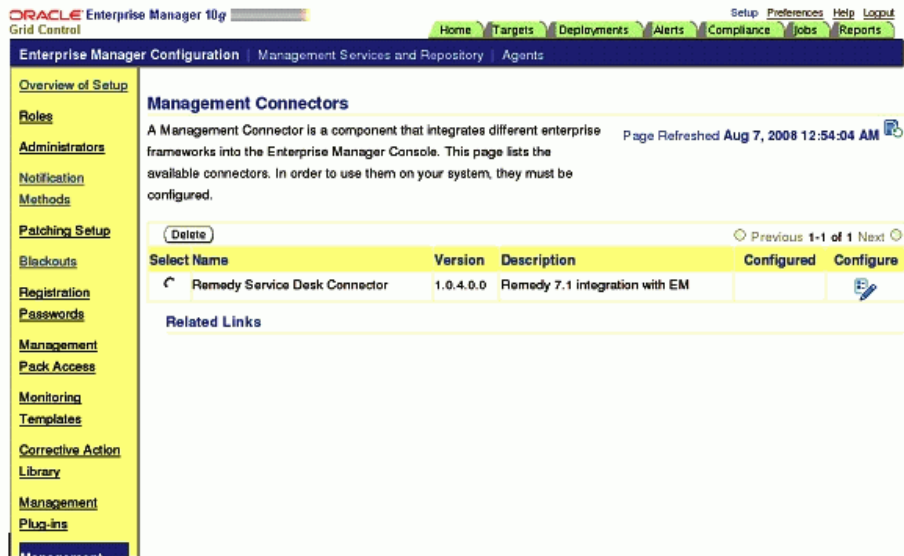 ORACLE Enterprise Manager 10g
Grid Control
Setup Preferences Help Logout
Home Targets Deployments Alerts Compliance Jobs Reports
Enterprise Manager Configuration | Management Services and Repository | Agents
Overview of Setup
Roles
Administrators
Notification
Methods
Patching Setup
Blackouts
Registration
Passwords
Management
Pack Access
Monitoring
Templates
Corrective Action
Library
Management
Plug-ins
Management
Management Connectors
A Management Connector is a component that integrates different enterprise
frameworks into the Enterprise Manager Console. This page lists the
available connectors. In order to use them on your system, they must be
configured.
Page Refreshed Aug 7, 2008 12:54:04 AM
Delete
Previous 1-1 of 1 Next
Select Name Version Description Configured Configure
Remedy Service Desk Connector 1.0.4.0.0 Remedy 7.1 integration with EM
Related Links